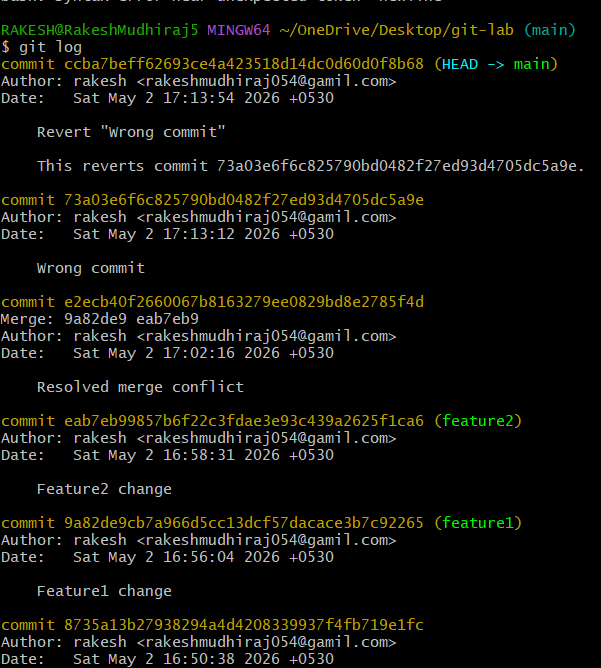 RAKESH@RakeshMudhiraj5 MINGW64 ~/OneDrive/Desktop/git-lab (main)
$ git log
commit ccba7beff62693ce4a423518d14dc0d60d0f8b68 (HEAD -> main)
Author: rakesh <rakeshmudhiraj054@gamil.com>
Date:   Sat May 2 17:13:54 2026 +0530

    Revert "Wrong commit"

    This reverts commit 73a03e6f6c825790bd0482f27ed93d4705dc5a9e.

commit 73a03e6f6c825790bd0482f27ed93d4705dc5a9e
Author: rakesh <rakeshmudhiraj054@gamil.com>
Date:   Sat May 2 17:13:12 2026 +0530

    Wrong commit

commit e2ecb40f2660067b8163279ee0829bd8e2785f4d
Merge: 9a82de9 eab7eb9
Author: rakesh <rakeshmudhiraj054@gamil.com>
Date:   Sat May 2 17:02:16 2026 +0530

    Resolved merge conflict

commit eab7eb99857b6f22c3fdae3e93c439a2625f1ca6 (feature2)
Author: rakesh <rakeshmudhiraj054@gamil.com>
Date:   Sat May 2 16:58:31 2026 +0530

    Feature2 change

commit 9a82de9cb7a966d5cc13dcf57dacace3b7c92265 (feature1)
Author: rakesh <rakeshmudhiraj054@gamil.com>
Date:   Sat May 2 16:56:04 2026 +0530

    Feature1 change

commit 8735a13b27938294a4d4208339937f4fb719e1fc
Author: rakesh <rakeshmudhiraj054@gamil.com>
Date:   Sat May 2 16:50:38 2026 +0530